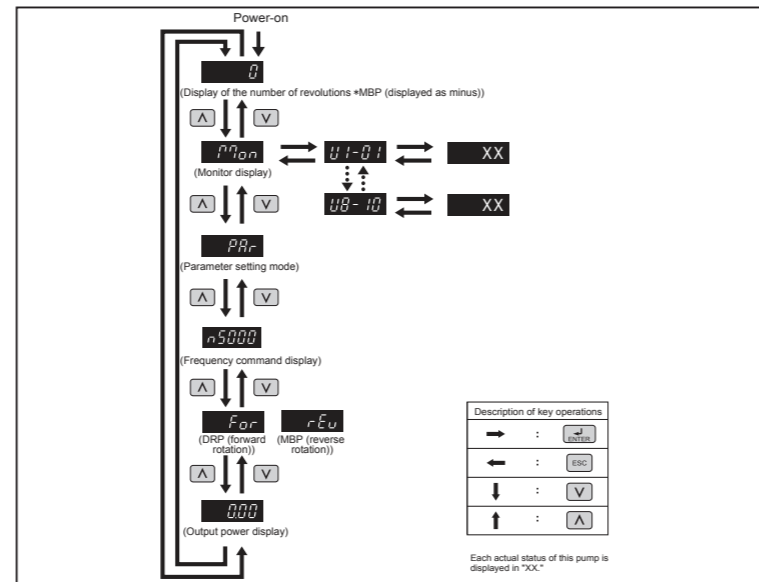 Power-on
0
(Display of the number of revolutions *MBP (displayed as minus))
∧ ∨
Mon U1-01 XX
(Monitor display)
U8-10 XX
∧ ∨
PAr
(Parameter setting mode)
∧ ∨
n5000
(Frequency command display)
∧ ∨
For rEv
(DRP (forward rotation)) (MBP (reverse rotation))
∧ ∨
0.00
(Output power display)
Description of key operations
→ : ENTER
← : ESC
↓ : ∨
↑ : ∧
Each actual status of this pump is
displayed in "XX."